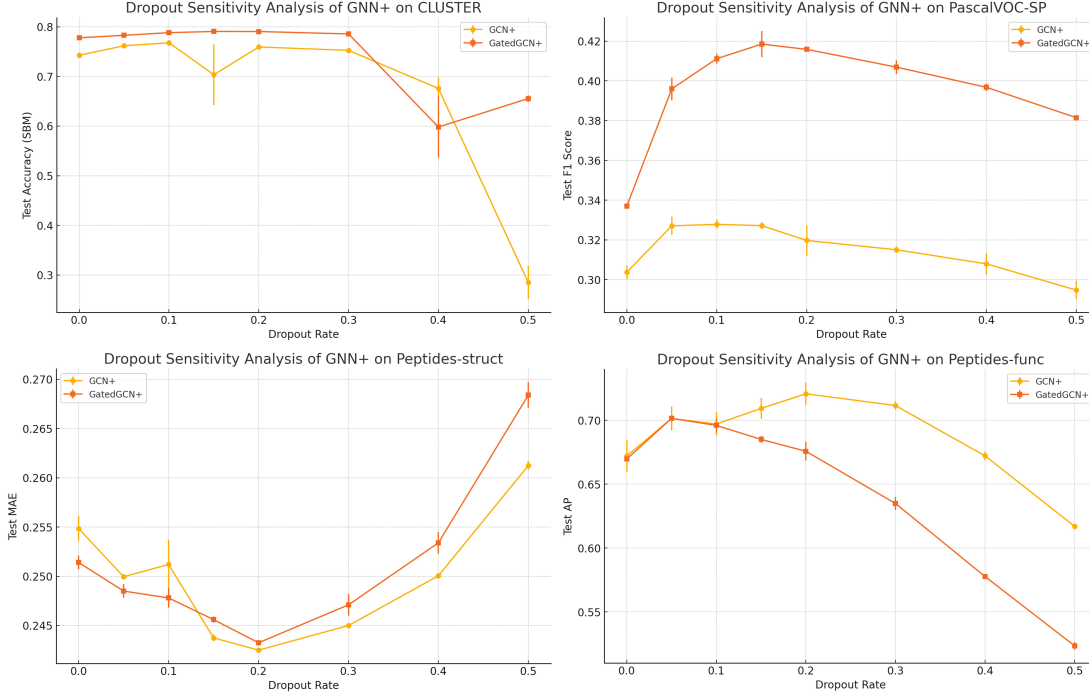 Dropout Sensitivity Analysis of GNN+ on CLUSTER
GCN+
GatedGCN+
0.8
0.7
0.6
0.5
0.4
0.3
Test Accuracy (SBM)
0.0 0.1 0.2 0.3 0.4 0.5
Dropout Rate
Dropout Sensitivity Analysis of GNN+ on PascalVOC-SP
GCN+
GatedGCN+
0.42
0.40
0.38
0.36
0.34
0.32
0.30
Test F1 Score
0.0 0.1 0.2 0.3 0.4 0.5
Dropout Rate
Dropout Sensitivity Analysis of GNN+ on Peptides-struct
GCN+
GatedGCN+
0.270
0.265
0.260
0.255
0.250
0.245
Test MAE
0.0 0.1 0.2 0.3 0.4 0.5
Dropout Rate
Dropout Sensitivity Analysis of GNN+ on Peptides-func
GCN+
GatedGCN+
0.70
0.65
0.60
0.55
Test AP
0.0 0.1 0.2 0.3 0.4 0.5
Dropout Rate